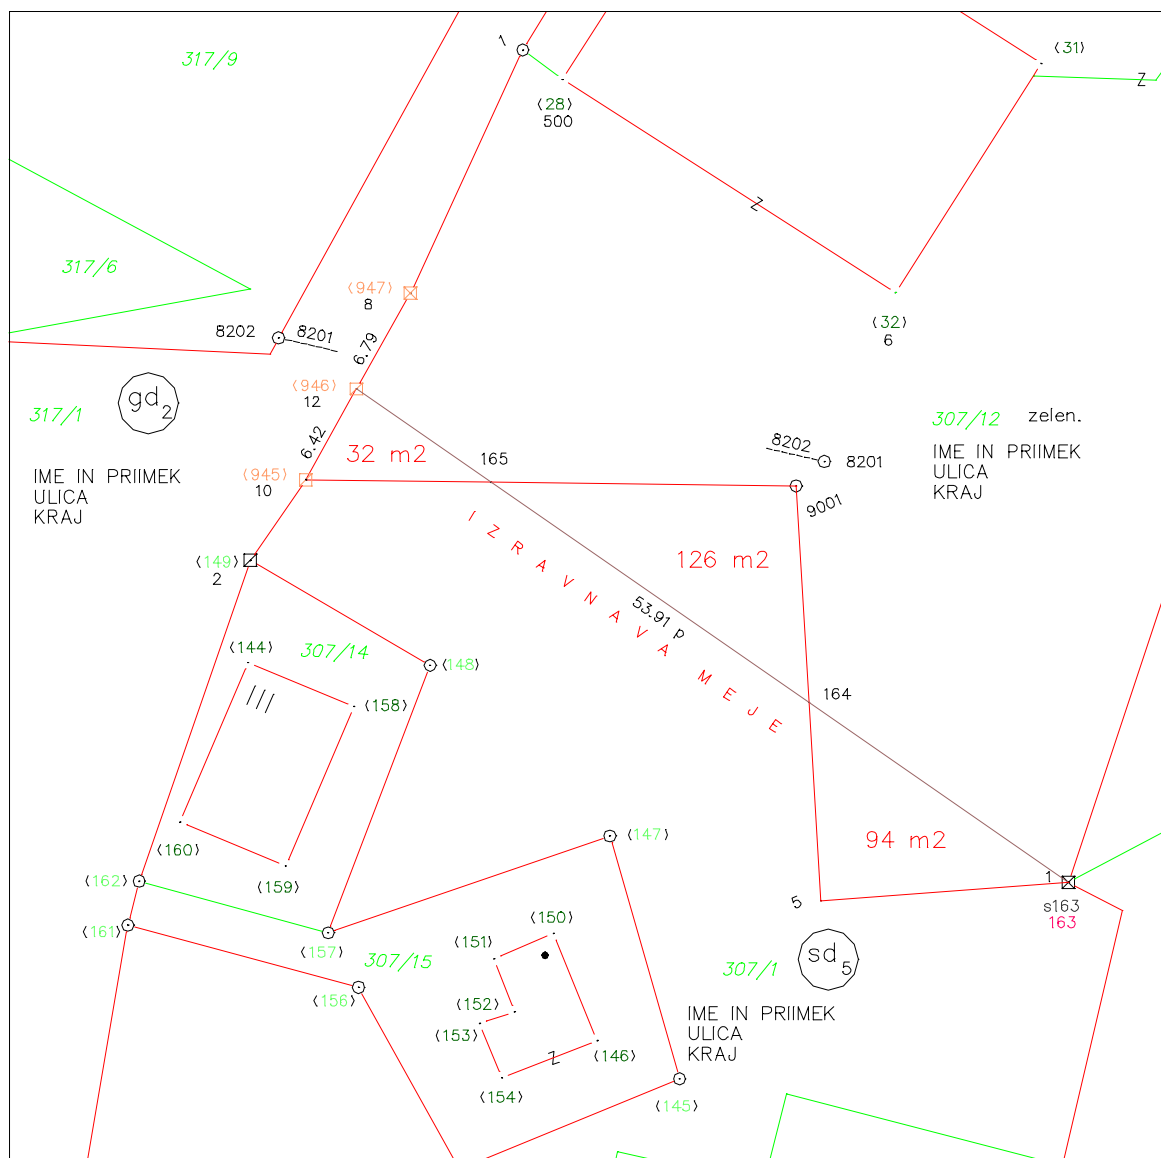 317/9
1
(31)
Z
(28)
500
Z
317/6
(947)
8
6.79
(32)
6
8202
8201
(946)
12
gd 2
317/1
307/12 zelen.
IME IN PRIIMEK
ULICA
KRAJ
6.42
32 m2
165
8202
8201
IME IN PRIIMEK
ULICA
KRAJ
(945)
10
9001
I Z R A V N A V A M E J E
126 m2
(149)
2
53.91 p
307/14
(144)
(148)
(158)
164
(160)
(159)
(147)
94 m2
(162)
1
5
s163
163
(161)
(157)
(150)
(151)
307/15
sd 5
307/1
(156)
(152)
(153)
IME IN PRIIMEK
ULICA
KRAJ
Z
(146)
(154)
(145)